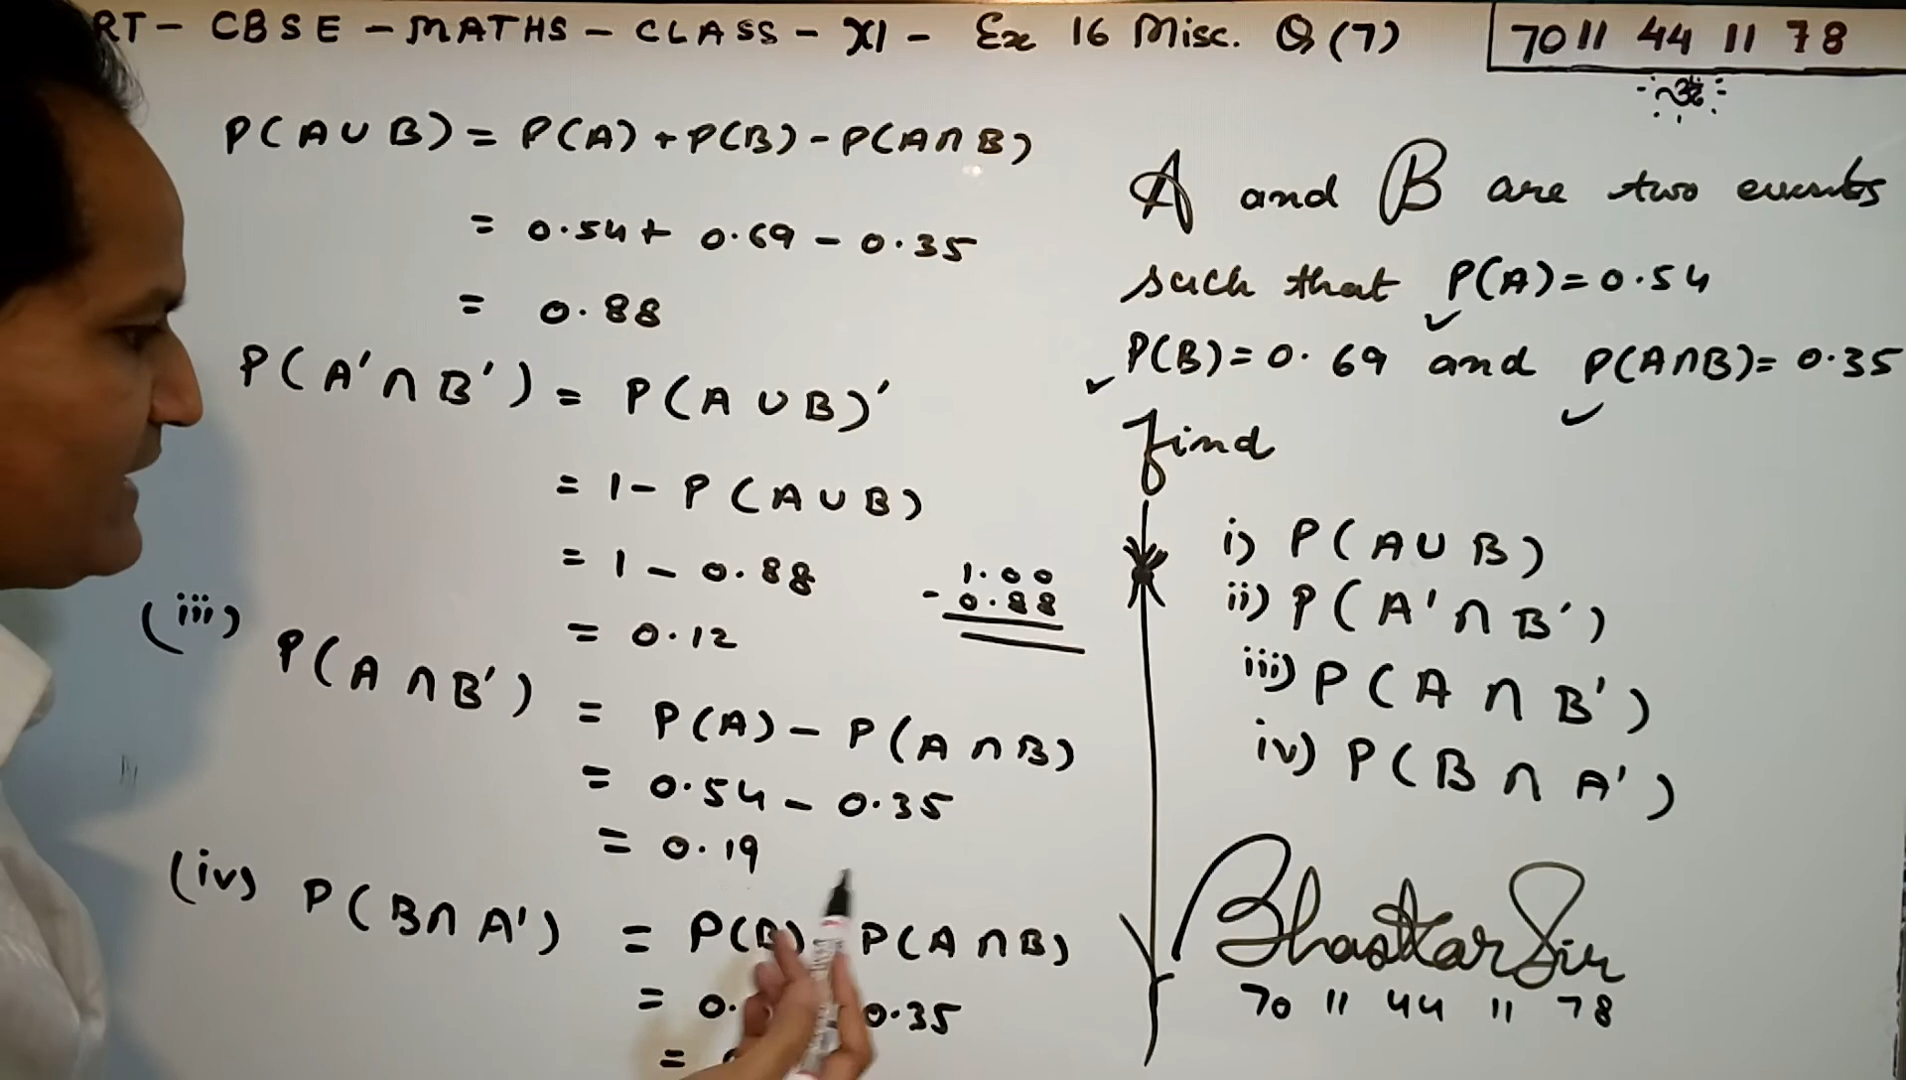 RT - CBSE - MATHS - CLASS - XI - Ex 16 Misc. Q (7)
70 11 44 11 78
ॐ
P(A ∪ B) = P(A) + P(B) - P(A ∩ B)
= 0.54 + 0.69 - 0.35
= 0.88
P(A' ∩ B') = P(A ∪ B)'
= 1 - P(A ∪ B)
= 1 - 0.88
1.00
- 0.88
= 0.12
(iii) P(A ∩ B') = P(A) - P(A ∩ B)
= 0.54 - 0.35
= 0.19
(iv) P(B ∩ A') = P(B) - P(A ∩ B)
= 0. 0.35
=
A and B are two events
such that P(A) = 0.54
P(B) = 0.69 and P(A∩B) = 0.35
find
i) P(A ∪ B)
ii) P(A' ∩ B')
iii) P(A ∩ B')
iv) P(B ∩ A')
Bhaskar Sir
70 11 44 11 78